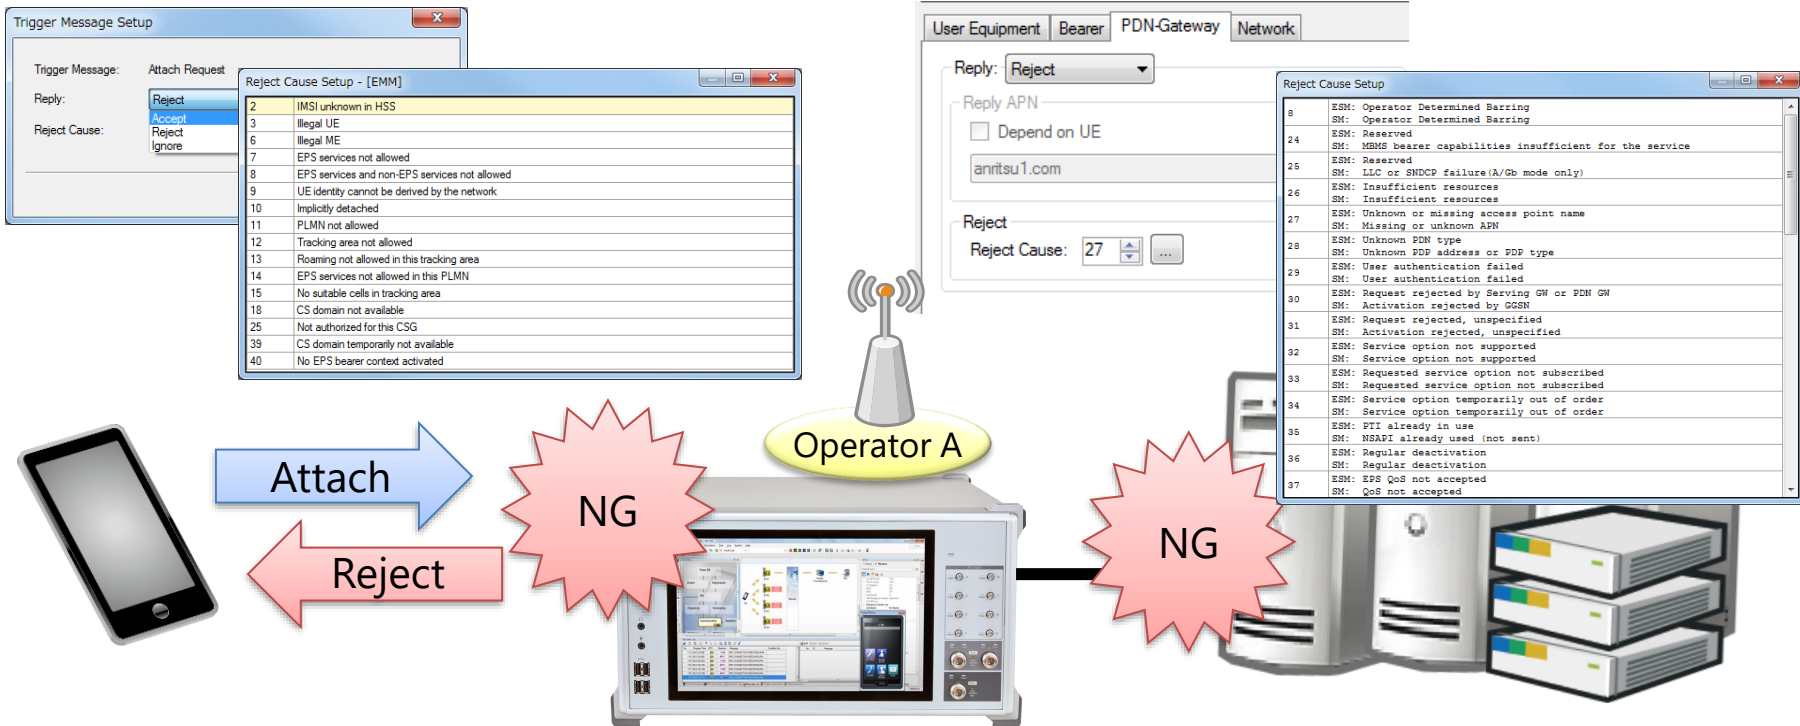 Trigger Message Setup
Trigger Message: Attach Request
Reply: Reject
Accept
Reject
Ignore
Reject Cause:
Reject Cause Setup - [EMM]
2 IMSI unknown in HSS
3 Illegal UE
6 Illegal ME
7 EPS services not allowed
8 EPS services and non-EPS services not allowed
9 UE identity cannot be derived by the network
10 Implicitly detached
11 PLMN not allowed
12 Tracking area not allowed
13 Roaming not allowed in this tracking area
14 EPS services not allowed in this PLMN
15 No suitable cells in tracking area
18 CS domain not available
25 Not authorized for this CSG
39 CS domain temporarily not available
40 No EPS bearer context activated
User Equipment Bearer PDN-Gateway Network
Reply: Reject
Reply APN
Depend on UE
anritsu1.com
Reject
Reject Cause: 27 ...
Reject Cause Setup
8 ESM: Operator Determined Barring
SM: Operator Determined Barring
24 ESM: Reserved
SM: MBMS bearer capabilities insufficient for the service
25 ESM: Reserved
SM: LLC or SNDCP failure(A/Gb mode only)
26 ESM: Insufficient resources
SM: Insufficient resources
27 ESM: Unknown or missing access point name
SM: Missing or unknown APN
28 ESM: Unknown PDN type
SM: Unknown PDP address or PDP type
29 ESM: User authentication failed
SM: User authentication failed
30 ESM: Request rejected by Serving GW or PDN GW
SM: Activation rejected by GGSN
31 ESM: Request rejected, unspecified
SM: Activation rejected, unspecified
32 ESM: Service option not supported
SM: Service option not supported
33 ESM: Requested service option not subscribed
SM: Requested service option not subscribed
34 ESM: Service option temporarily out of order
SM: Service option temporarily out of order
35 ESM: PTI already in use
SM: NSAPI already used (not sent)
36 ESM: Regular deactivation
SM: Regular deactivation
37 ESM: EPS QoS not accepted
SM: QoS not accepted
Operator A
Attach
NG
Reject
NG